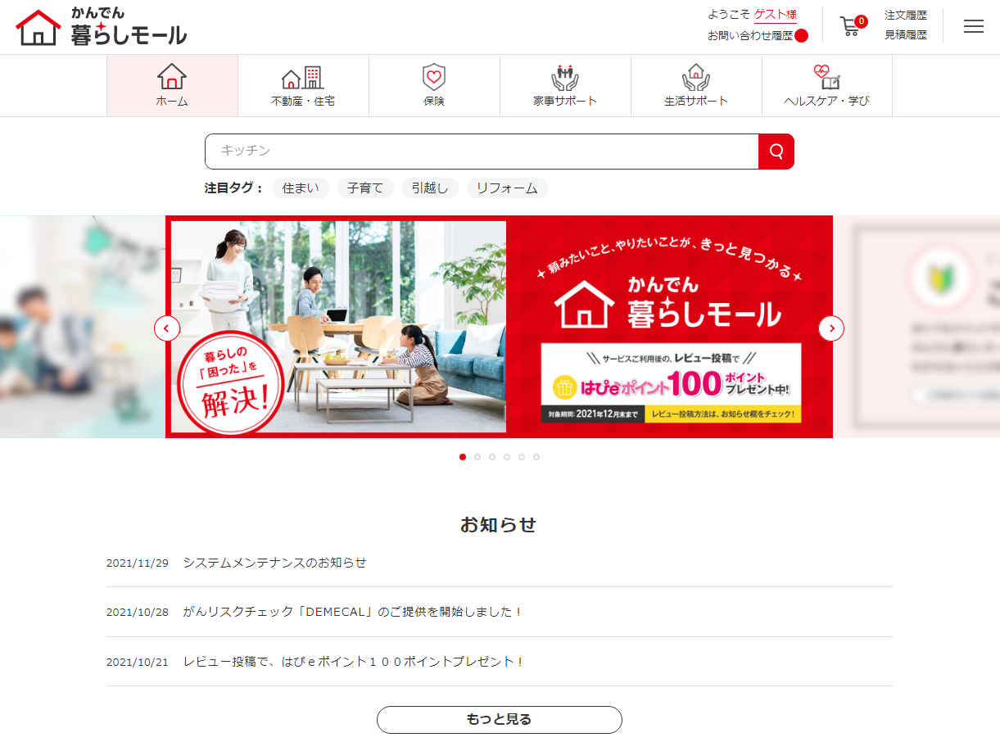 かんでん
暮らしモール
ようこそ ゲスト様
お問い合わせ履歴
0
注文履歴
見積履歴
ホーム
不動産・住宅
保険
家事サポート
生活サポート
ヘルスケア・学び
キッチン
注目タグ： 住まい 子育て 引越し リフォーム
暮らしの
「困った」を
解決!
頼みたいこと、やりたいことが、きっと見つかる
かんでん
暮らしモール
サービスご利用後の、レビュー投稿で
はぴeポイント100ポイント
プレゼント中!
対象期間：2021年12月末まで
レビュー投稿方法は、お知らせ欄をチェック！
お知らせ
2021/11/29 システムメンテナンスのお知らせ
2021/10/28 がんリスクチェック「DEMECAL」のご提供を開始しました！
2021/10/21 レビュー投稿で、はぴｅポイント１００ポイントプレゼント！
もっと見る